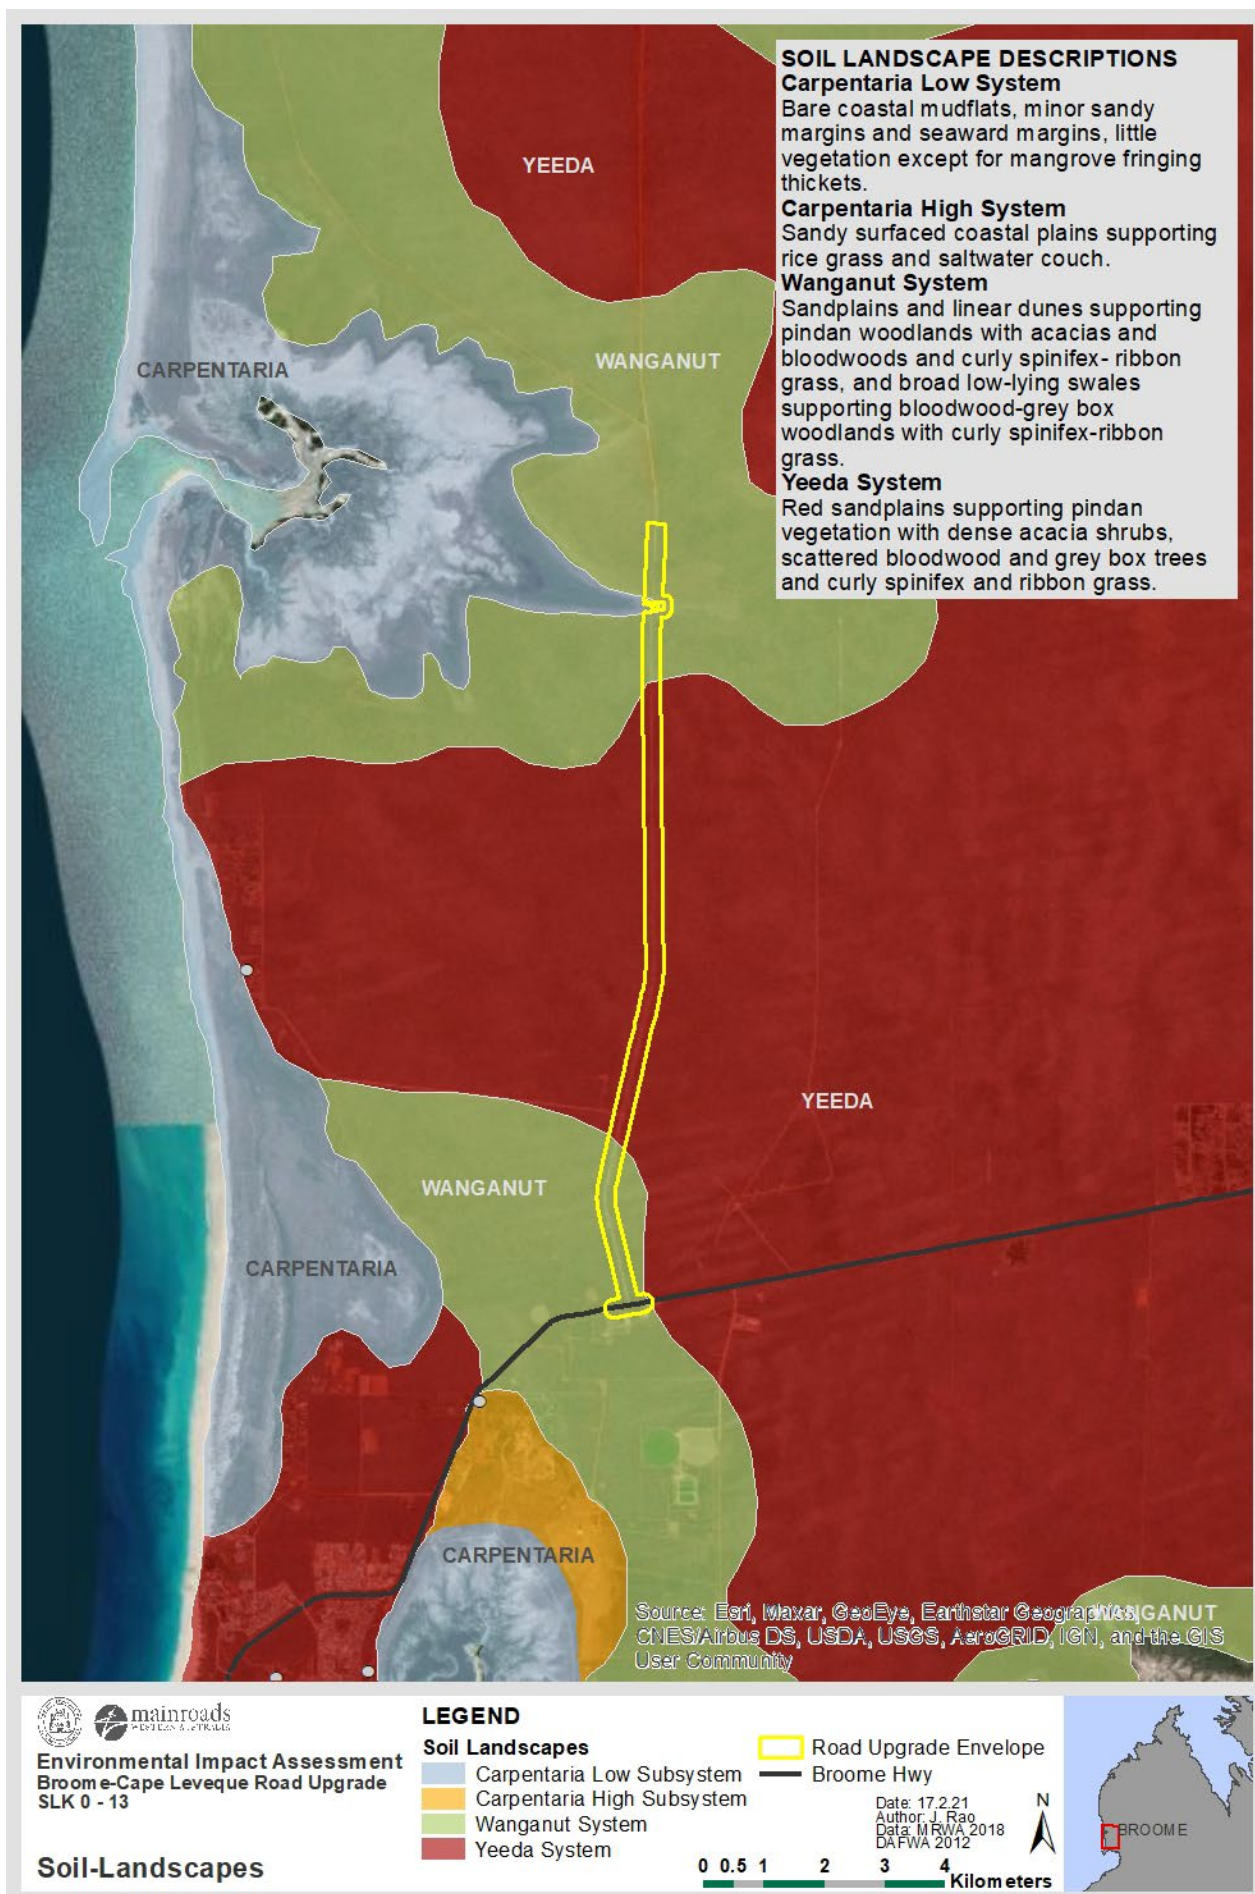 SOIL LANDSCAPE DESCRIPTIONS
Carpentaria Low System
Bare coastal mudflats, minor sandy
margins and seaward margins, little
vegetation except for mangrove fringing
thickets.
Carpentaria High System
Sandy surfaced coastal plains supporting
rice grass and saltwater couch.
Wanganut System
Sandplains and linear dunes supporting
pindan woodlands with acacias and
bloodwoods and curly spinifex- ribbon
grass, and broad low-lying swales
supporting bloodwood-grey box
woodlands with curly spinifex-ribbon
grass.
Yeeda System
Red sandplains supporting pindan
vegetation with dense acacia shrubs,
scattered bloodwood and grey box trees
and curly spinifex and ribbon grass.
YEEDA
WANGANUT
CARPENTARIA
YEEDA
WANGANUT
CARPENTARIA
CARPENTARIA
WANGANUT
Source: Esri, Maxar, GeoEye, Earthstar Geographics,
CNES/Airbus DS, USDA, USGS, AeroGRID, IGN, and the GIS
User Community
mainroads
WESTERN AUSTRALIA
Environmental Impact Assessment
Broome-Cape Leveque Road Upgrade
SLK 0 - 13
Soil-Landscapes
LEGEND
Soil Landscapes
Carpentaria Low Subsystem
Carpentaria High Subsystem
Wanganut System
Yeeda System
Road Upgrade Envelope
Broome Hwy
Date: 17.2.21
Author: J. Rao
Data: MRWA 2018
DAFWA 2012
N
0 0.5 1 2 3 4
Kilometers
BROOME